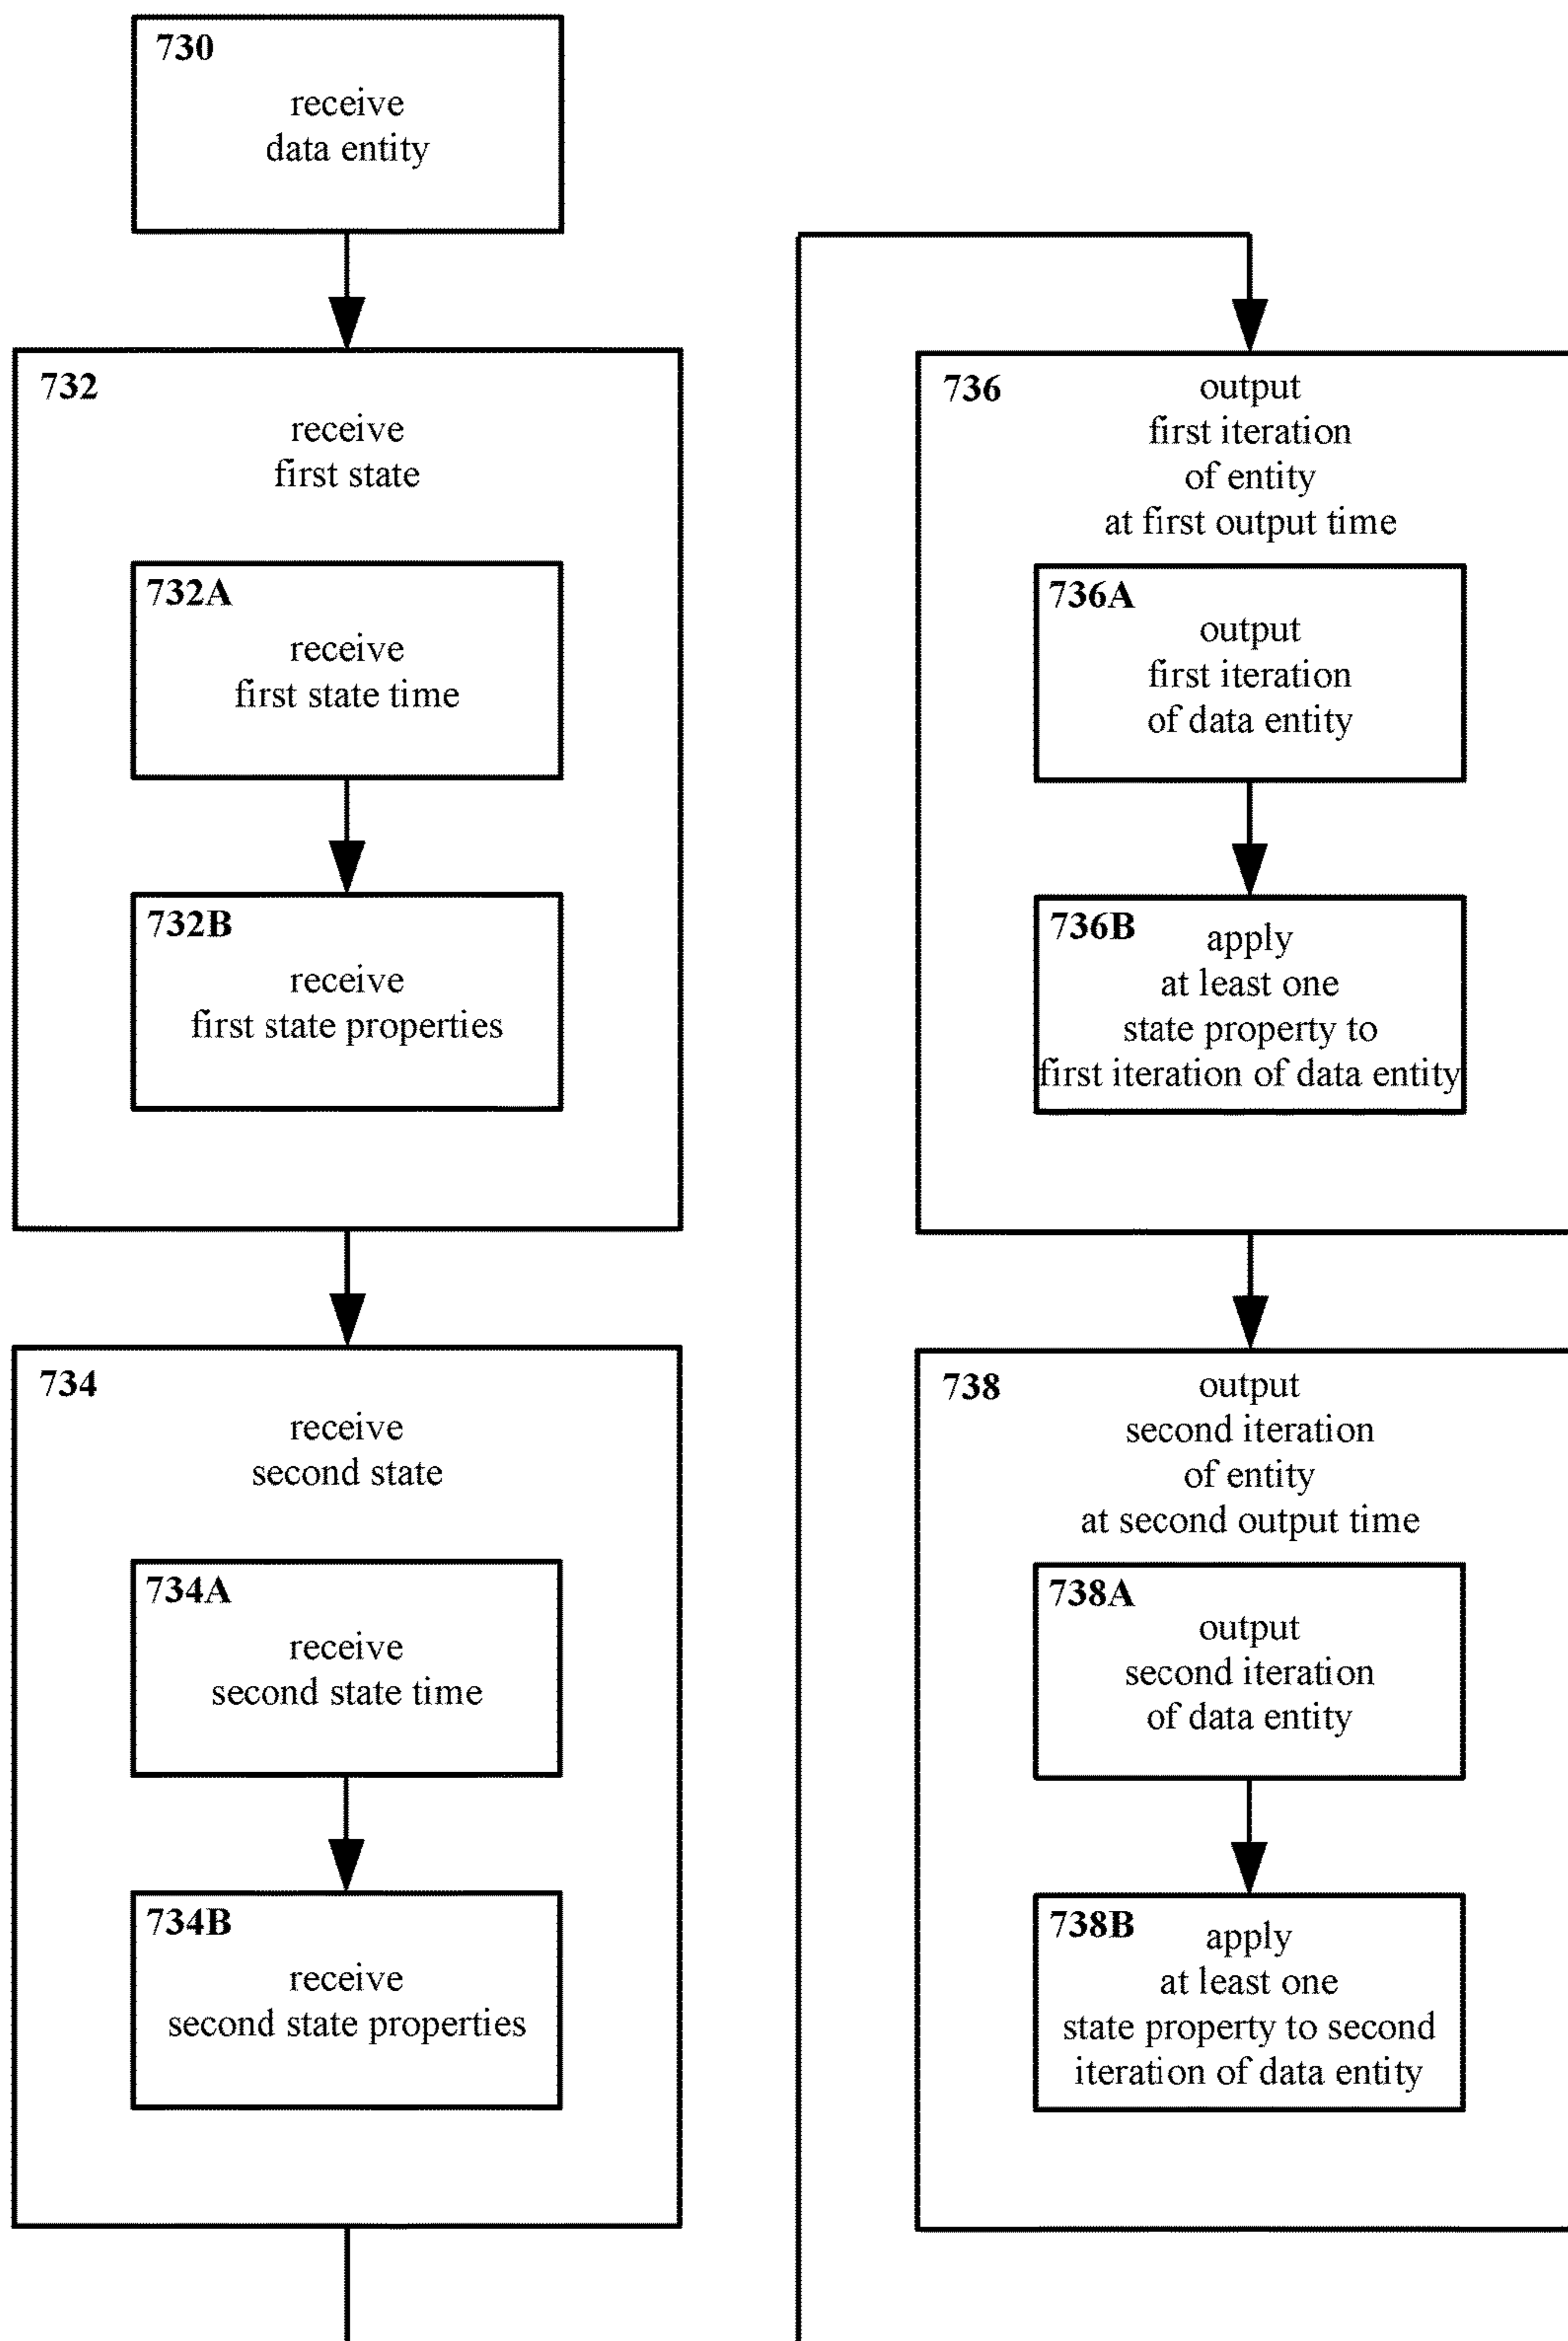 730
receive
data entity
732
receive
first state
732A
receive
first state time
732B
receive
first state properties
734
receive
second state
734A
receive
second state time
734B
receive
second state properties
736
output
first iteration
of entity
at first output time
736A
output
first iteration
of data entity
736B
apply
at least one
state property to
first iteration of data entity
738
output
second iteration
of entity
at second output time
738A
output
second iteration
of data entity
738B
apply
at least one
state property to second
iteration of data entity